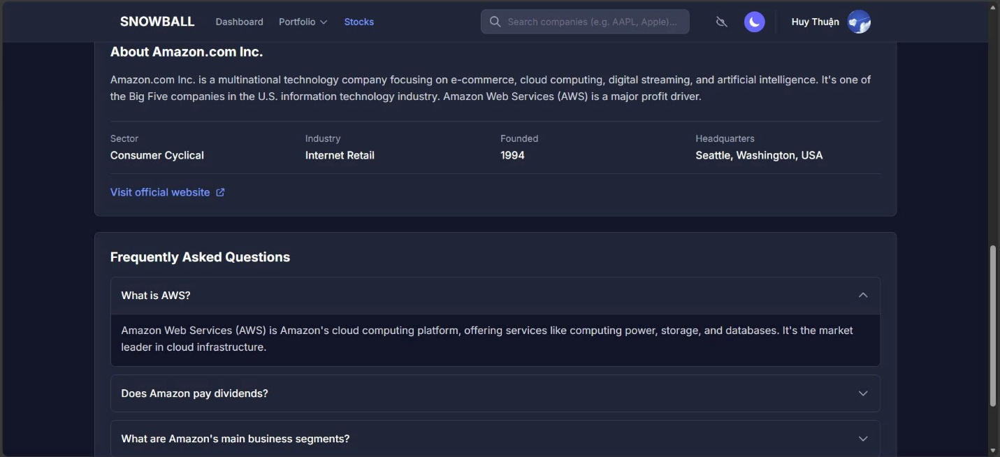 SNOWBALL Dashboard Portfolio Stocks Search companies (e.g. AAPL, Apple)... Huy Thuận
About Amazon.com Inc.
Amazon.com Inc. is a multinational technology company focusing on e-commerce, cloud computing, digital streaming, and artificial intelligence. It's one of
the Big Five companies in the U.S. information technology industry. Amazon Web Services (AWS) is a major profit driver.
Sector Industry Founded Headquarters
Consumer Cyclical Internet Retail 1994 Seattle, Washington, USA
Visit official website
Frequently Asked Questions
What is AWS?
Amazon Web Services (AWS) is Amazon's cloud computing platform, offering services like computing power, storage, and databases. It's the market
leader in cloud infrastructure.
Does Amazon pay dividends?
What are Amazon's main business segments?